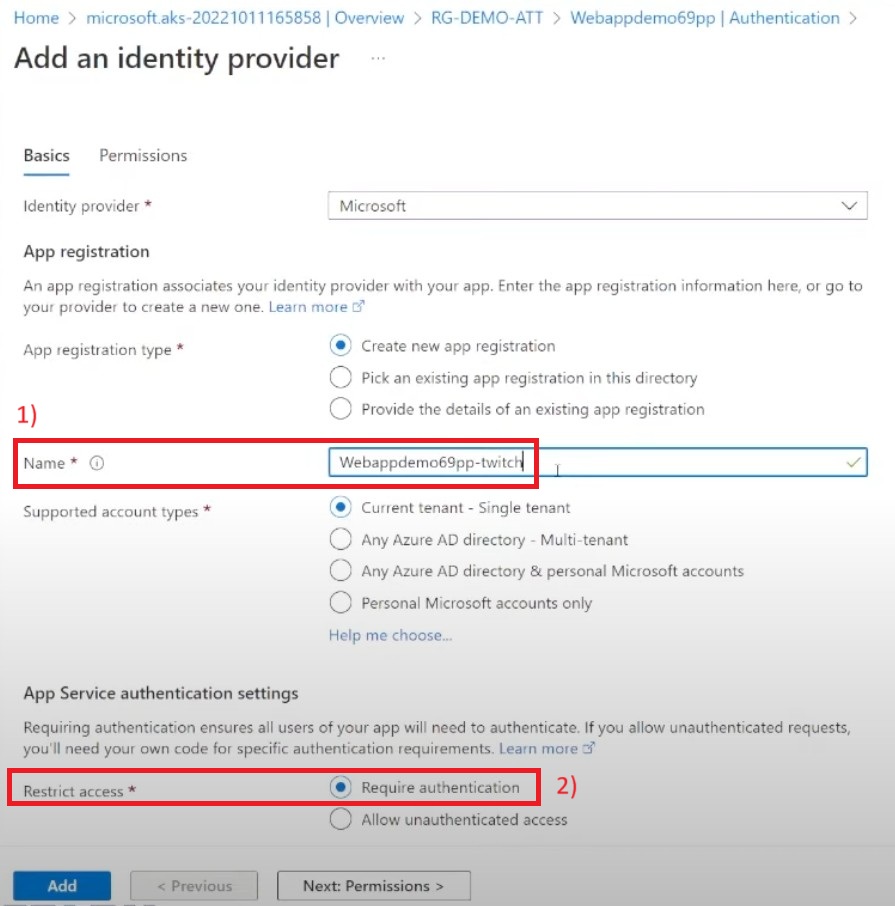 Home > microsoft.aks-20221011165858 | Overview > RG-DEMO-ATT > Webappdemo69pp | Authentication >
Add an identity provider ...
Basics Permissions
Identity provider * Microsoft
App registration
An app registration associates your identity provider with your app. Enter the app registration information here, or go to
your provider to create a new one. Learn more
App registration type * Create new app registration
Pick an existing app registration in this directory
Provide the details of an existing app registration
1)
Name * Webappdemo69pp-twitch
Supported account types * Current tenant - Single tenant
Any Azure AD directory - Multi-tenant
Any Azure AD directory & personal Microsoft accounts
Personal Microsoft accounts only
Help me choose...
App Service authentication settings
Requiring authentication ensures all users of your app will need to authenticate. If you allow unauthenticated requests,
you'll need your own code for specific authentication requirements. Learn more
Restrict access * Require authentication 2)
Allow unauthenticated access
Add < Previous Next: Permissions >